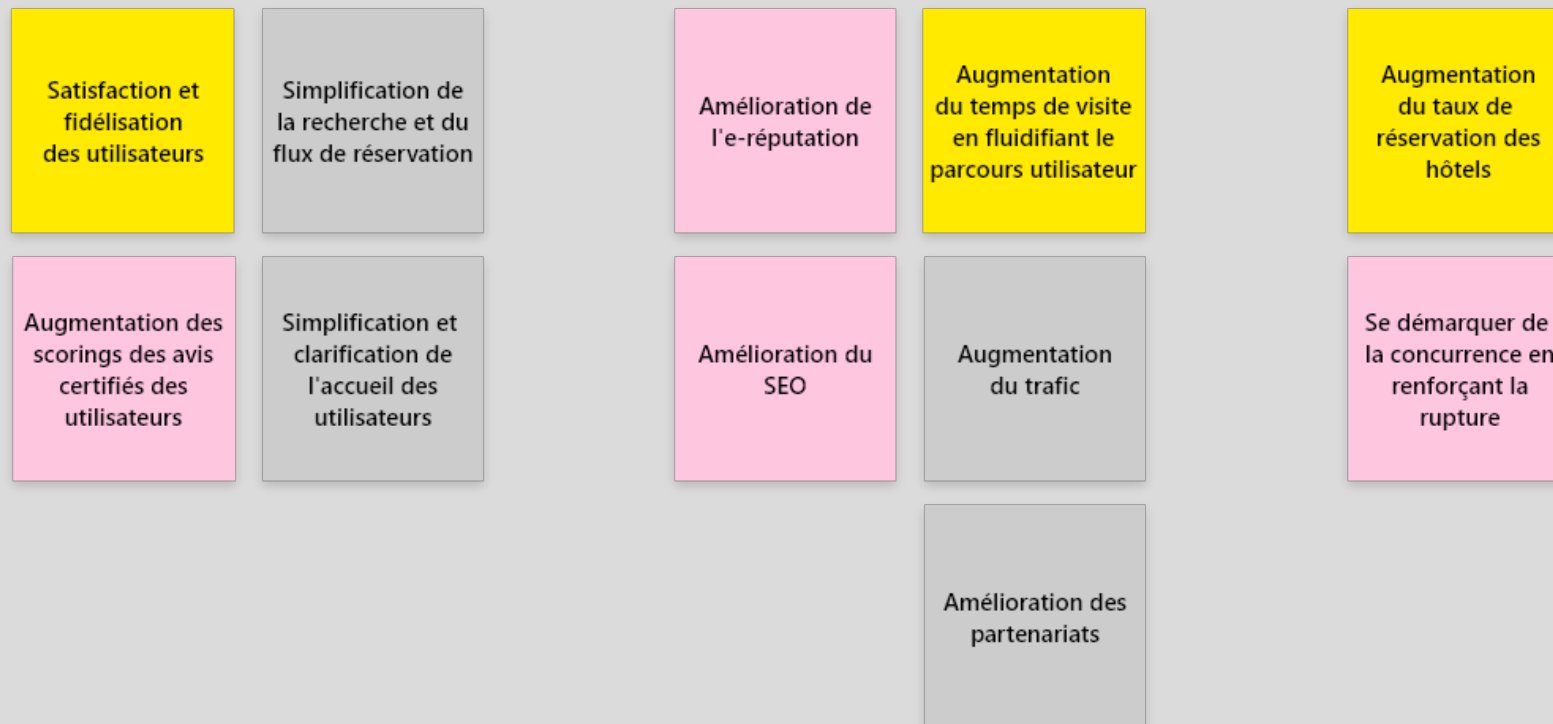 Satisfaction et
fidélisation
des utilisateurs
Simplification de
la recherche et du
flux de réservation
Amélioration de
l'e-réputation
Augmentation
du temps de visite
en fluidifiant le
parcours utilisateur
Augmentation
du taux de
réservation des
hôtels
Augmentation des
scorings des avis
certifiés des
utilisateurs
Simplification et
clarification de
l'accueil des
utilisateurs
Amélioration du
SEO
Augmentation
du trafic
Se démarquer de
la concurrence en
renforçant la
rupture
Amélioration des
partenariats